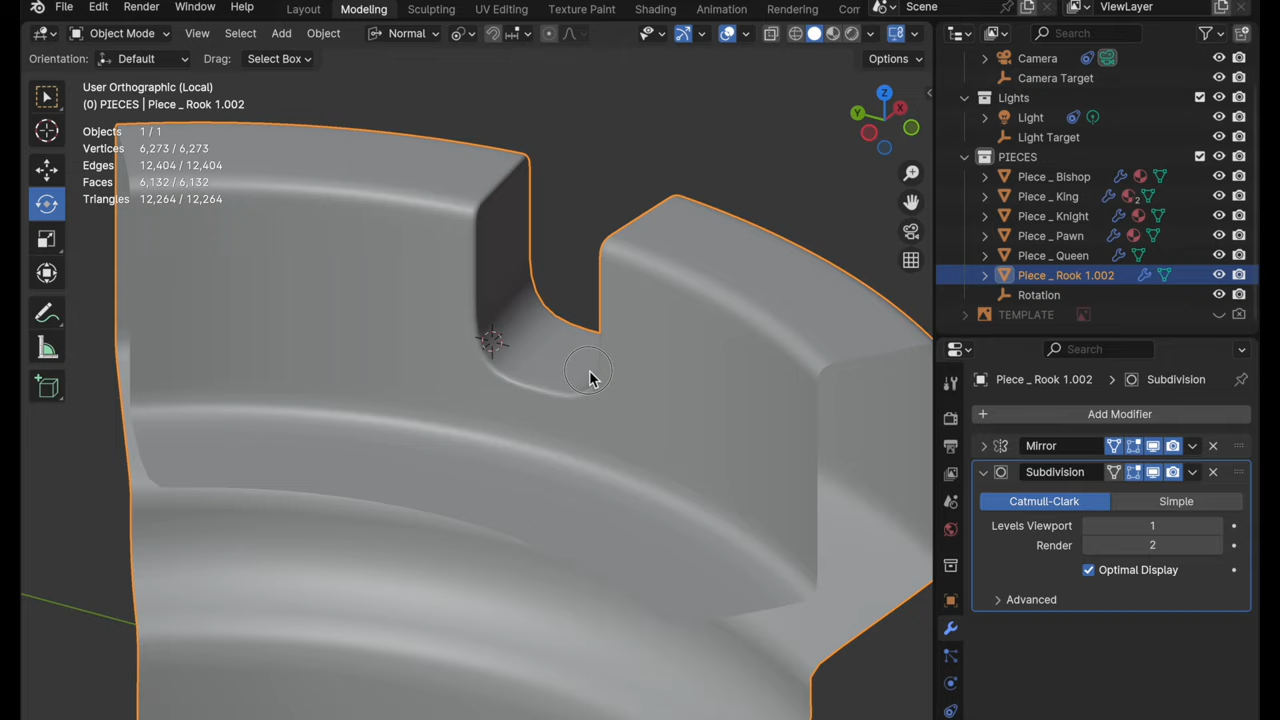 File Edit Render Window Help Layout Modeling Sculpting UV Editing Texture Paint Shading Animation Rendering Com Scene ViewLayer
Object Mode View Select Add Object Normal Search
Orientation: Default Drag: Select Box Options
User Orthographic (Local)
(0) PIECES | Piece _ Rook 1.002
Objects 1 / 1
Vertices 6,273 / 6,273
Edges 12,404 / 12,404
Faces 6,132 / 6,132
Triangles 12,264 / 12,264
Z
X
Y
Camera
Camera Target
Lights
Light
Light Target
PIECES
Piece _ Bishop
Piece _ King 2
Piece _ Knight
Piece _ Pawn
Piece _ Queen
Piece _ Rook 1.002
Rotation
TEMPLATE
Search
Piece _ Rook 1.002 Subdivision
Add Modifier
Mirror
Subdivision
Catmull-Clark Simple
Levels Viewport 1
Render 2
Optimal Display
Advanced